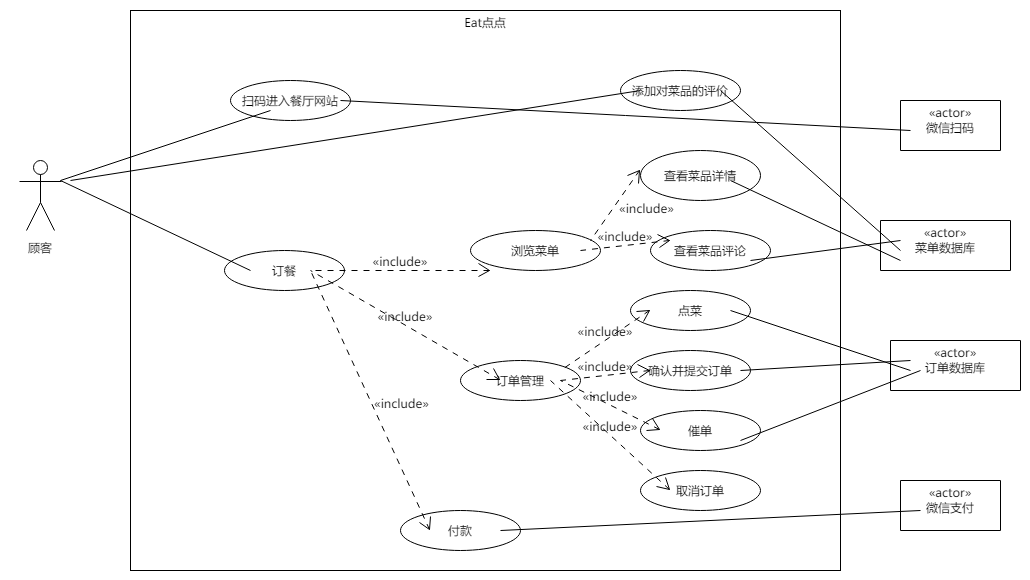 Eat点点
扫码进入餐厅网站
添加对菜品的评价
«actor»
微信扫码
查看菜品详情
«include»
顾客
浏览菜单
«include»
查看菜品评论
«actor»
菜单数据库
订餐
«include»
«include»
点菜
«include»
订单管理
«include»
确认并提交订单
«actor»
订单数据库
«include»
«include»
催单
«include»
取消订单
付款
«actor»
微信支付